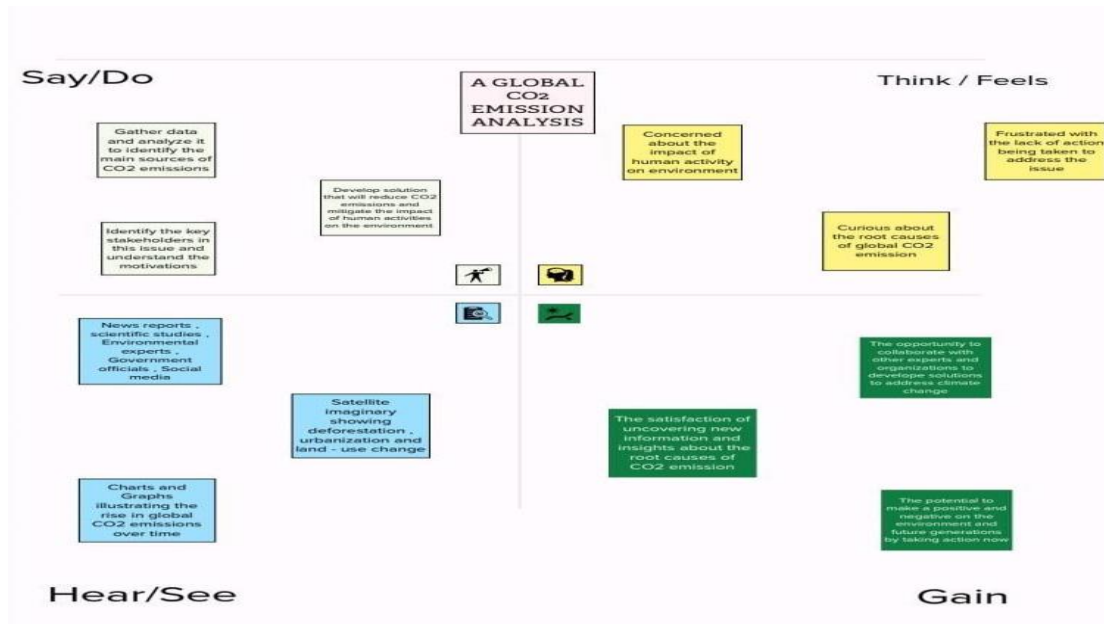 Say/Do
A GLOBAL
CO2
EMISSION
ANALYSIS
Think / Feels
Gather data
and analyze it
to identify the
main sources of
CO2 emissions
Develop solution
that will reduce CO2
emissions and
mitigate the impact
of human activities
on the environment
Identify the key
stakeholders in
this issue and
understand the
motivations
Concerned
about the
impact of
human activity
on environment
Frustrated with
the lack of action
being taken to
address the
issue
Curious about
the root causes
of global CO2
emission
News reports ,
scientific studies ,
Environmental
experts ,
Government
officials , Social
media
Satellite
imaginary
showing
deforestation ,
urbanization and
land - use change
Charts and
Graphs
illustrating the
rise in global
CO2 emissions
over time
The opportunity to
collaborate with
other experts and
organizations to
develope solutions
to address climate
change
The satisfaction of
uncovering new
information and
insights about the
root causes of
CO2 emission
The potential to
make a positive and
negative on the
environment and
future generations
by taking action now
Hear/See
Gain